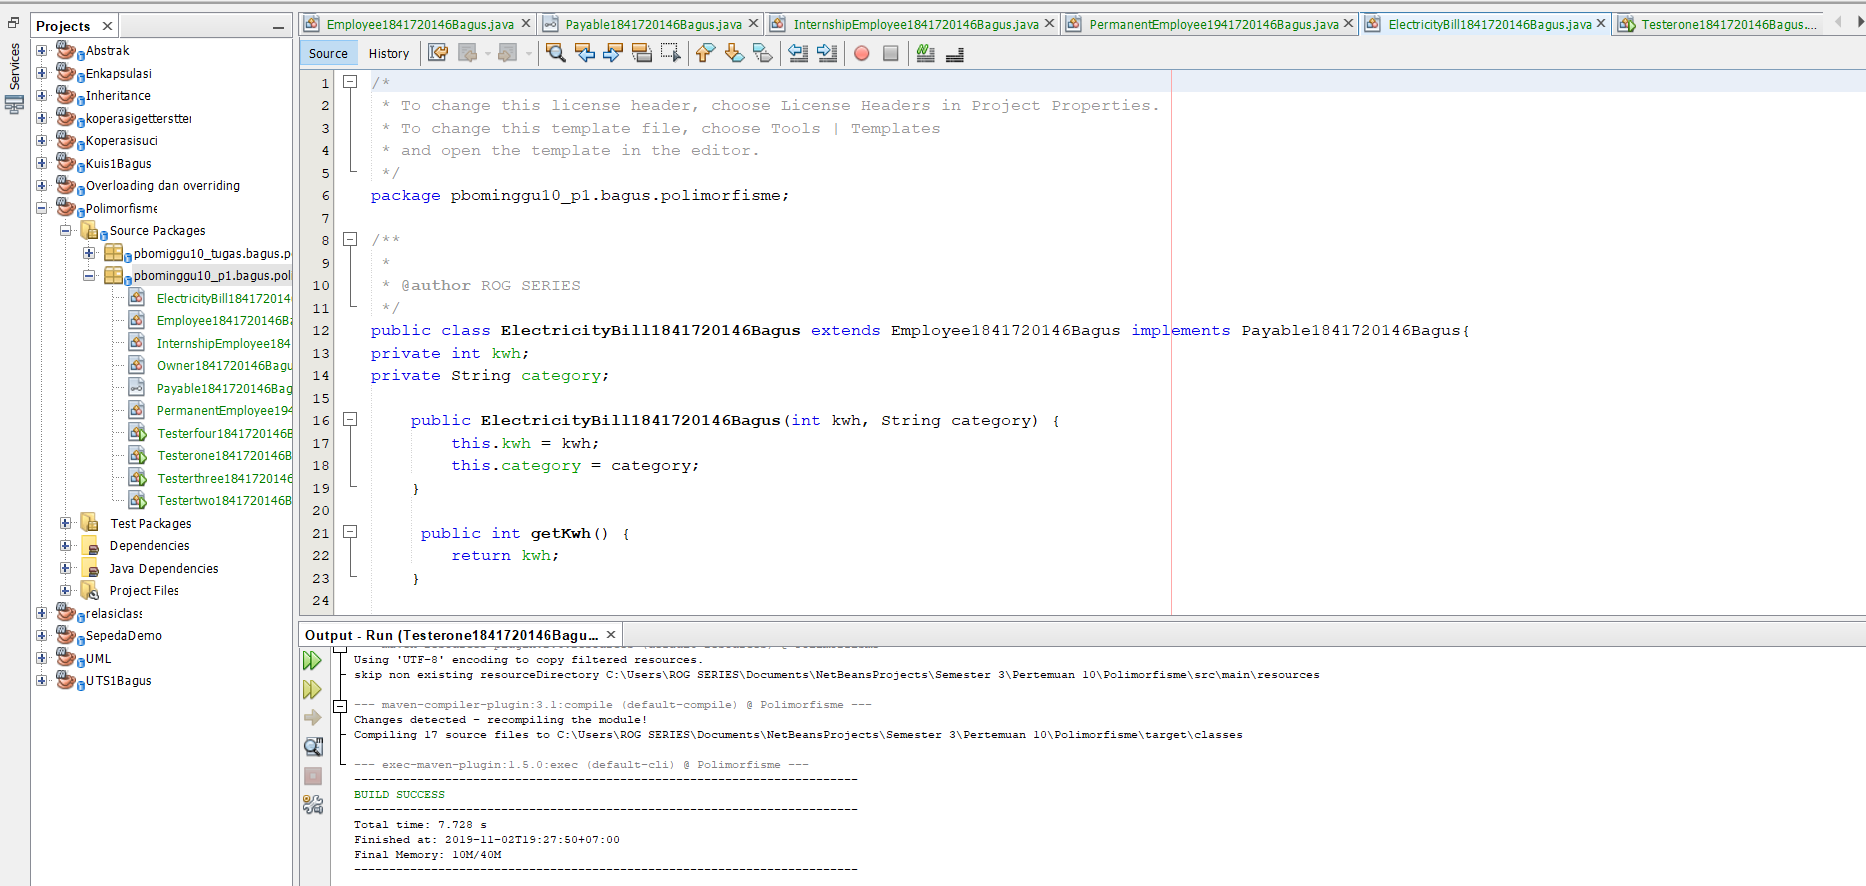 Services
Projects
Abstrak
Enkapsulasi
Inheritance
koperasigetterstter
Koperasisuci
Kuis1Bagus
Overloading dan overriding
Polimorfisme
Source Packages
pbomiggu10_tugas.bagus.p
pbominggu10_p1.bagus.poli
ElectricityBill184172014
Employee1841720146Ba
InternshipEmployee184
Owner1841720146Bagu
Payable1841720146Bag
PermanentEmployee194
Testerfour1841720146B
Testerone1841720146B
Testerthree1841720146
Testertwo1841720146B
Test Packages
Dependencies
Java Dependencies
Project Files
relasiclass
SepedaDemo
UML
UTS1Bagus
Employee1841720146Bagus.java
Payable1841720146Bagus.java
InternshipEmployee1841720146Bagus.java
PermanentEmployee1941720146Bagus.java
ElectricityBill1841720146Bagus.java
Testerone1841720146Bagus....
Source History
1 /*
2 * To change this license header, choose License Headers in Project Properties.
3 * To change this template file, choose Tools | Templates
4 * and open the template in the editor.
5 */
6 package pbominggu10_p1.bagus.polimorfisme;
7
8 /**
9 *
10 * @author ROG SERIES
11 */
12 public class ElectricityBill1841720146Bagus extends Employee1841720146Bagus implements Payable1841720146Bagus{
13 private int kwh;
14 private String category;
15
16 public ElectricityBill1841720146Bagus(int kwh, String category) {
17 this.kwh = kwh;
18 this.category = category;
19 }
20
21 public int getKwh() {
22 return kwh;
23 }
24
Output - Run (Testerone1841720146Bagu...
Using 'UTF-8' encoding to copy filtered resources.
skip non existing resourceDirectory C:\Users\ROG SERIES\Documents\NetBeansProjects\Semester 3\Pertemuan 10\Polimorfisme\src\main\resources
--- maven-compiler-plugin:3.1:compile (default-compile) @ Polimorfisme ---
Changes detected - recompiling the module!
Compiling 17 source files to C:\Users\ROG SERIES\Documents\NetBeansProjects\Semester 3\Pertemuan 10\Polimorfisme\target\classes
--- exec-maven-plugin:1.5.0:exec (default-cli) @ Polimorfisme ---
------------------------------------------------------------------------
BUILD SUCCESS
------------------------------------------------------------------------
Total time: 7.728 s
Finished at: 2019-11-02T19:27:50+07:00
Final Memory: 10M/40M
------------------------------------------------------------------------